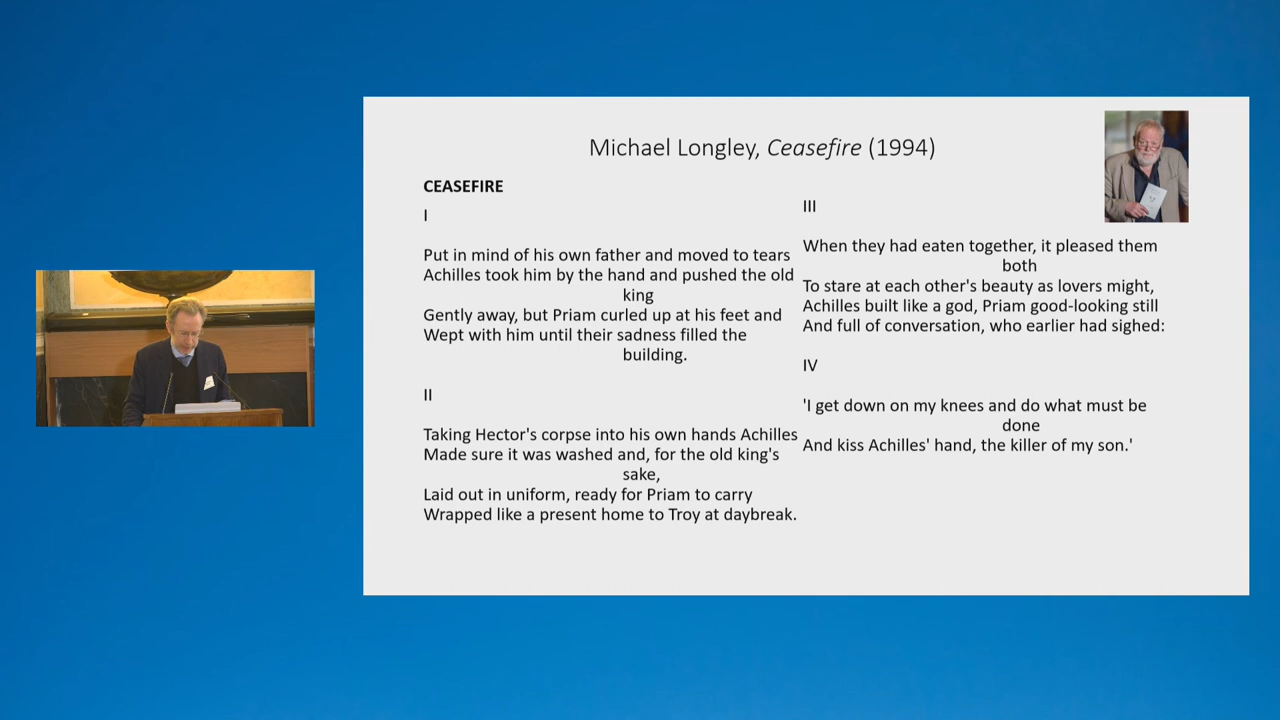 Michael Longley, Ceasefire (1994)
CEASEFIRE
I
Put in mind of his own father and moved to tears
Achilles took him by the hand and pushed the old
king
Gently away, but Priam curled up at his feet and
Wept with him until their sadness filled the
building.
II
Taking Hector's corpse into his own hands Achilles
Made sure it was washed and, for the old king's
sake,
Laid out in uniform, ready for Priam to carry
Wrapped like a present home to Troy at daybreak.
III
When they had eaten together, it pleased them
both
To stare at each other's beauty as lovers might,
Achilles built like a god, Priam good-looking still
And full of conversation, who earlier had sighed:
IV
'I get down on my knees and do what must be
done
And kiss Achilles' hand, the killer of my son.'